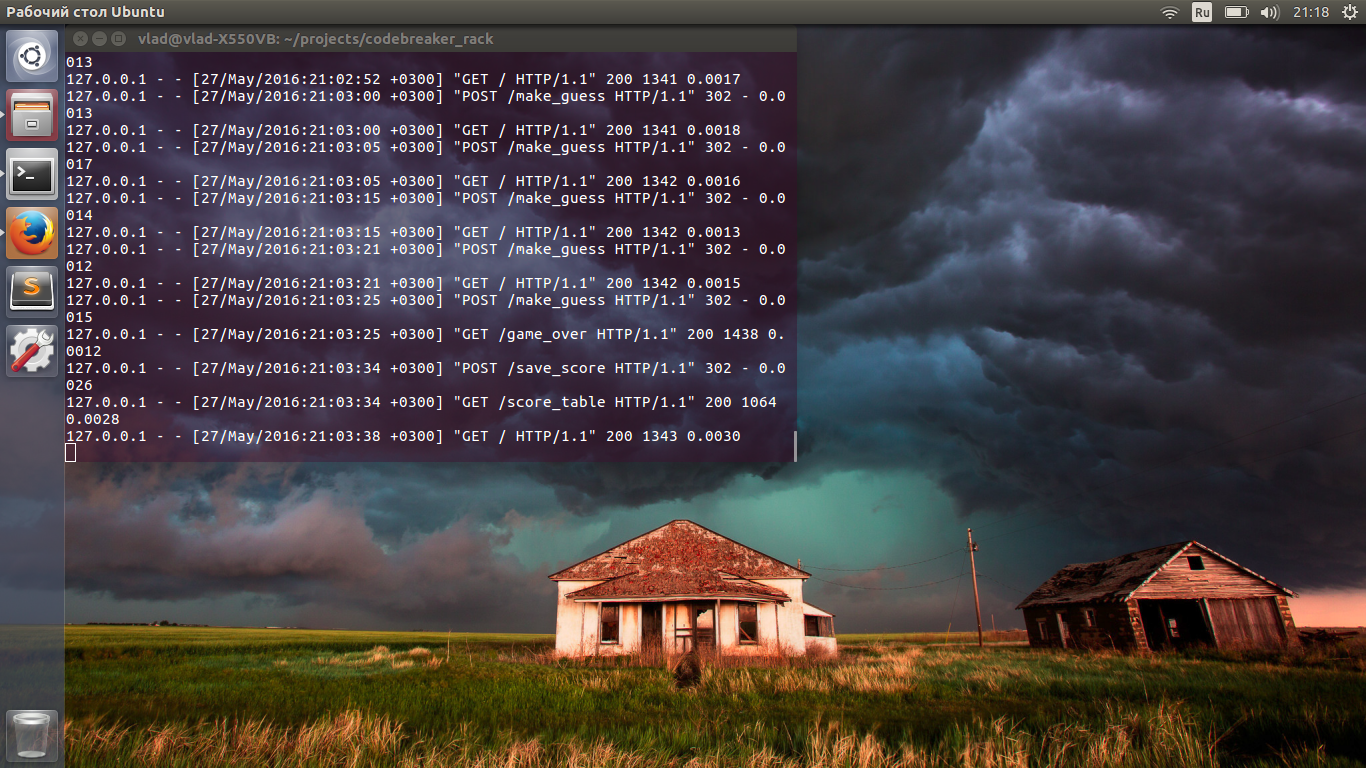 Рабочий стол Ubuntu
Ru
21:18
vlad@vlad-X550VB: ~/projects/codebreaker_rack
013
127.0.0.1 - - [27/May/2016:21:02:52 +0300] "GET / HTTP/1.1" 200 1341 0.0017
127.0.0.1 - - [27/May/2016:21:03:00 +0300] "POST /make_guess HTTP/1.1" 302 - 0.0
013
127.0.0.1 - - [27/May/2016:21:03:00 +0300] "GET / HTTP/1.1" 200 1341 0.0018
127.0.0.1 - - [27/May/2016:21:03:05 +0300] "POST /make_guess HTTP/1.1" 302 - 0.0
017
127.0.0.1 - - [27/May/2016:21:03:05 +0300] "GET / HTTP/1.1" 200 1342 0.0016
127.0.0.1 - - [27/May/2016:21:03:15 +0300] "POST /make_guess HTTP/1.1" 302 - 0.0
014
127.0.0.1 - - [27/May/2016:21:03:15 +0300] "GET / HTTP/1.1" 200 1342 0.0013
127.0.0.1 - - [27/May/2016:21:03:21 +0300] "POST /make_guess HTTP/1.1" 302 - 0.0
012
127.0.0.1 - - [27/May/2016:21:03:21 +0300] "GET / HTTP/1.1" 200 1342 0.0015
127.0.0.1 - - [27/May/2016:21:03:25 +0300] "POST /make_guess HTTP/1.1" 302 - 0.0
015
127.0.0.1 - - [27/May/2016:21:03:25 +0300] "GET /game_over HTTP/1.1" 200 1438 0.
0012
127.0.0.1 - - [27/May/2016:21:03:34 +0300] "POST /save_score HTTP/1.1" 302 - 0.0
026
127.0.0.1 - - [27/May/2016:21:03:34 +0300] "GET /score_table HTTP/1.1" 200 1064
0.0028
127.0.0.1 - - [27/May/2016:21:03:38 +0300] "GET / HTTP/1.1" 200 1343 0.0030